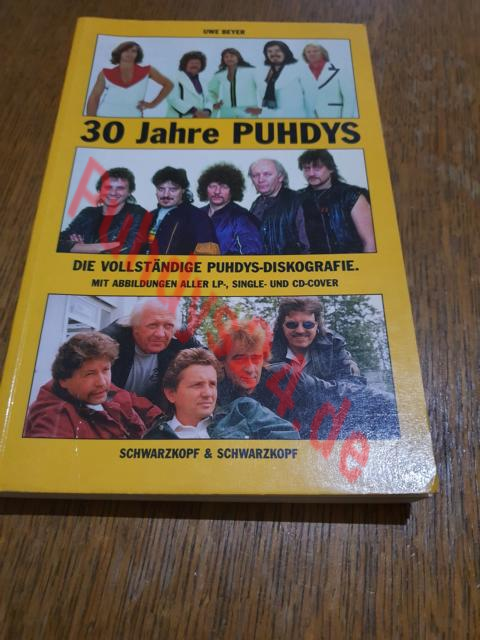 UWE BEYER
30 Jahre PUHDYS
DIE VOLLSTÄNDIGE PUHDYS-DISKOGRAFIE.
MIT ABBILDUNGEN ALLER LP-, SINGLE- UND CD-COVER
SCHWARZKOPF & SCHWARZKOPF